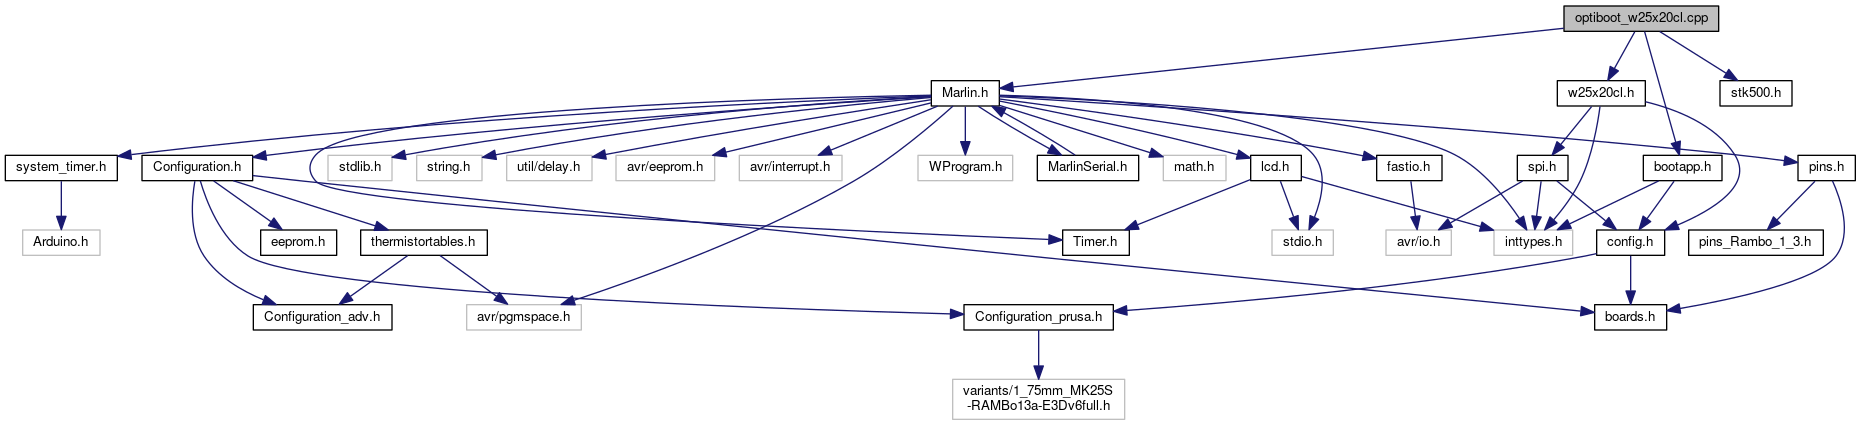 optiboot_w25x20cl.cpp
Marlin.h
w25x20cl.h
stk500.h
system_timer.h
Configuration.h
stdlib.h
string.h
util/delay.h
avr/eeprom.h
avr/interrupt.h
WProgram.h
MarlinSerial.h
math.h
lcd.h
fastio.h
spi.h
bootapp.h
pins.h
Arduino.h
eeprom.h
thermistortables.h
Timer.h
stdio.h
avr/io.h
inttypes.h
config.h
pins_Rambo_1_3.h
Configuration_adv.h
avr/pgmspace.h
Configuration_prusa.h
boards.h
variants/1_75mm_MK25S
-RAMBo13a-E3Dv6full.h